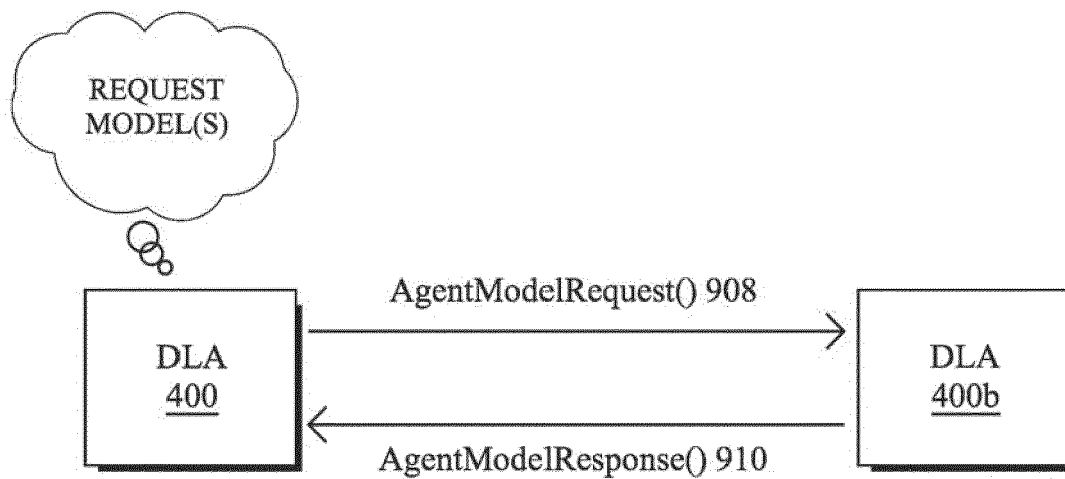 REQUEST
MODEL(S)
AgentModelRequest() 908
DLA
400
DLA
400b
AgentModelResponse() 910